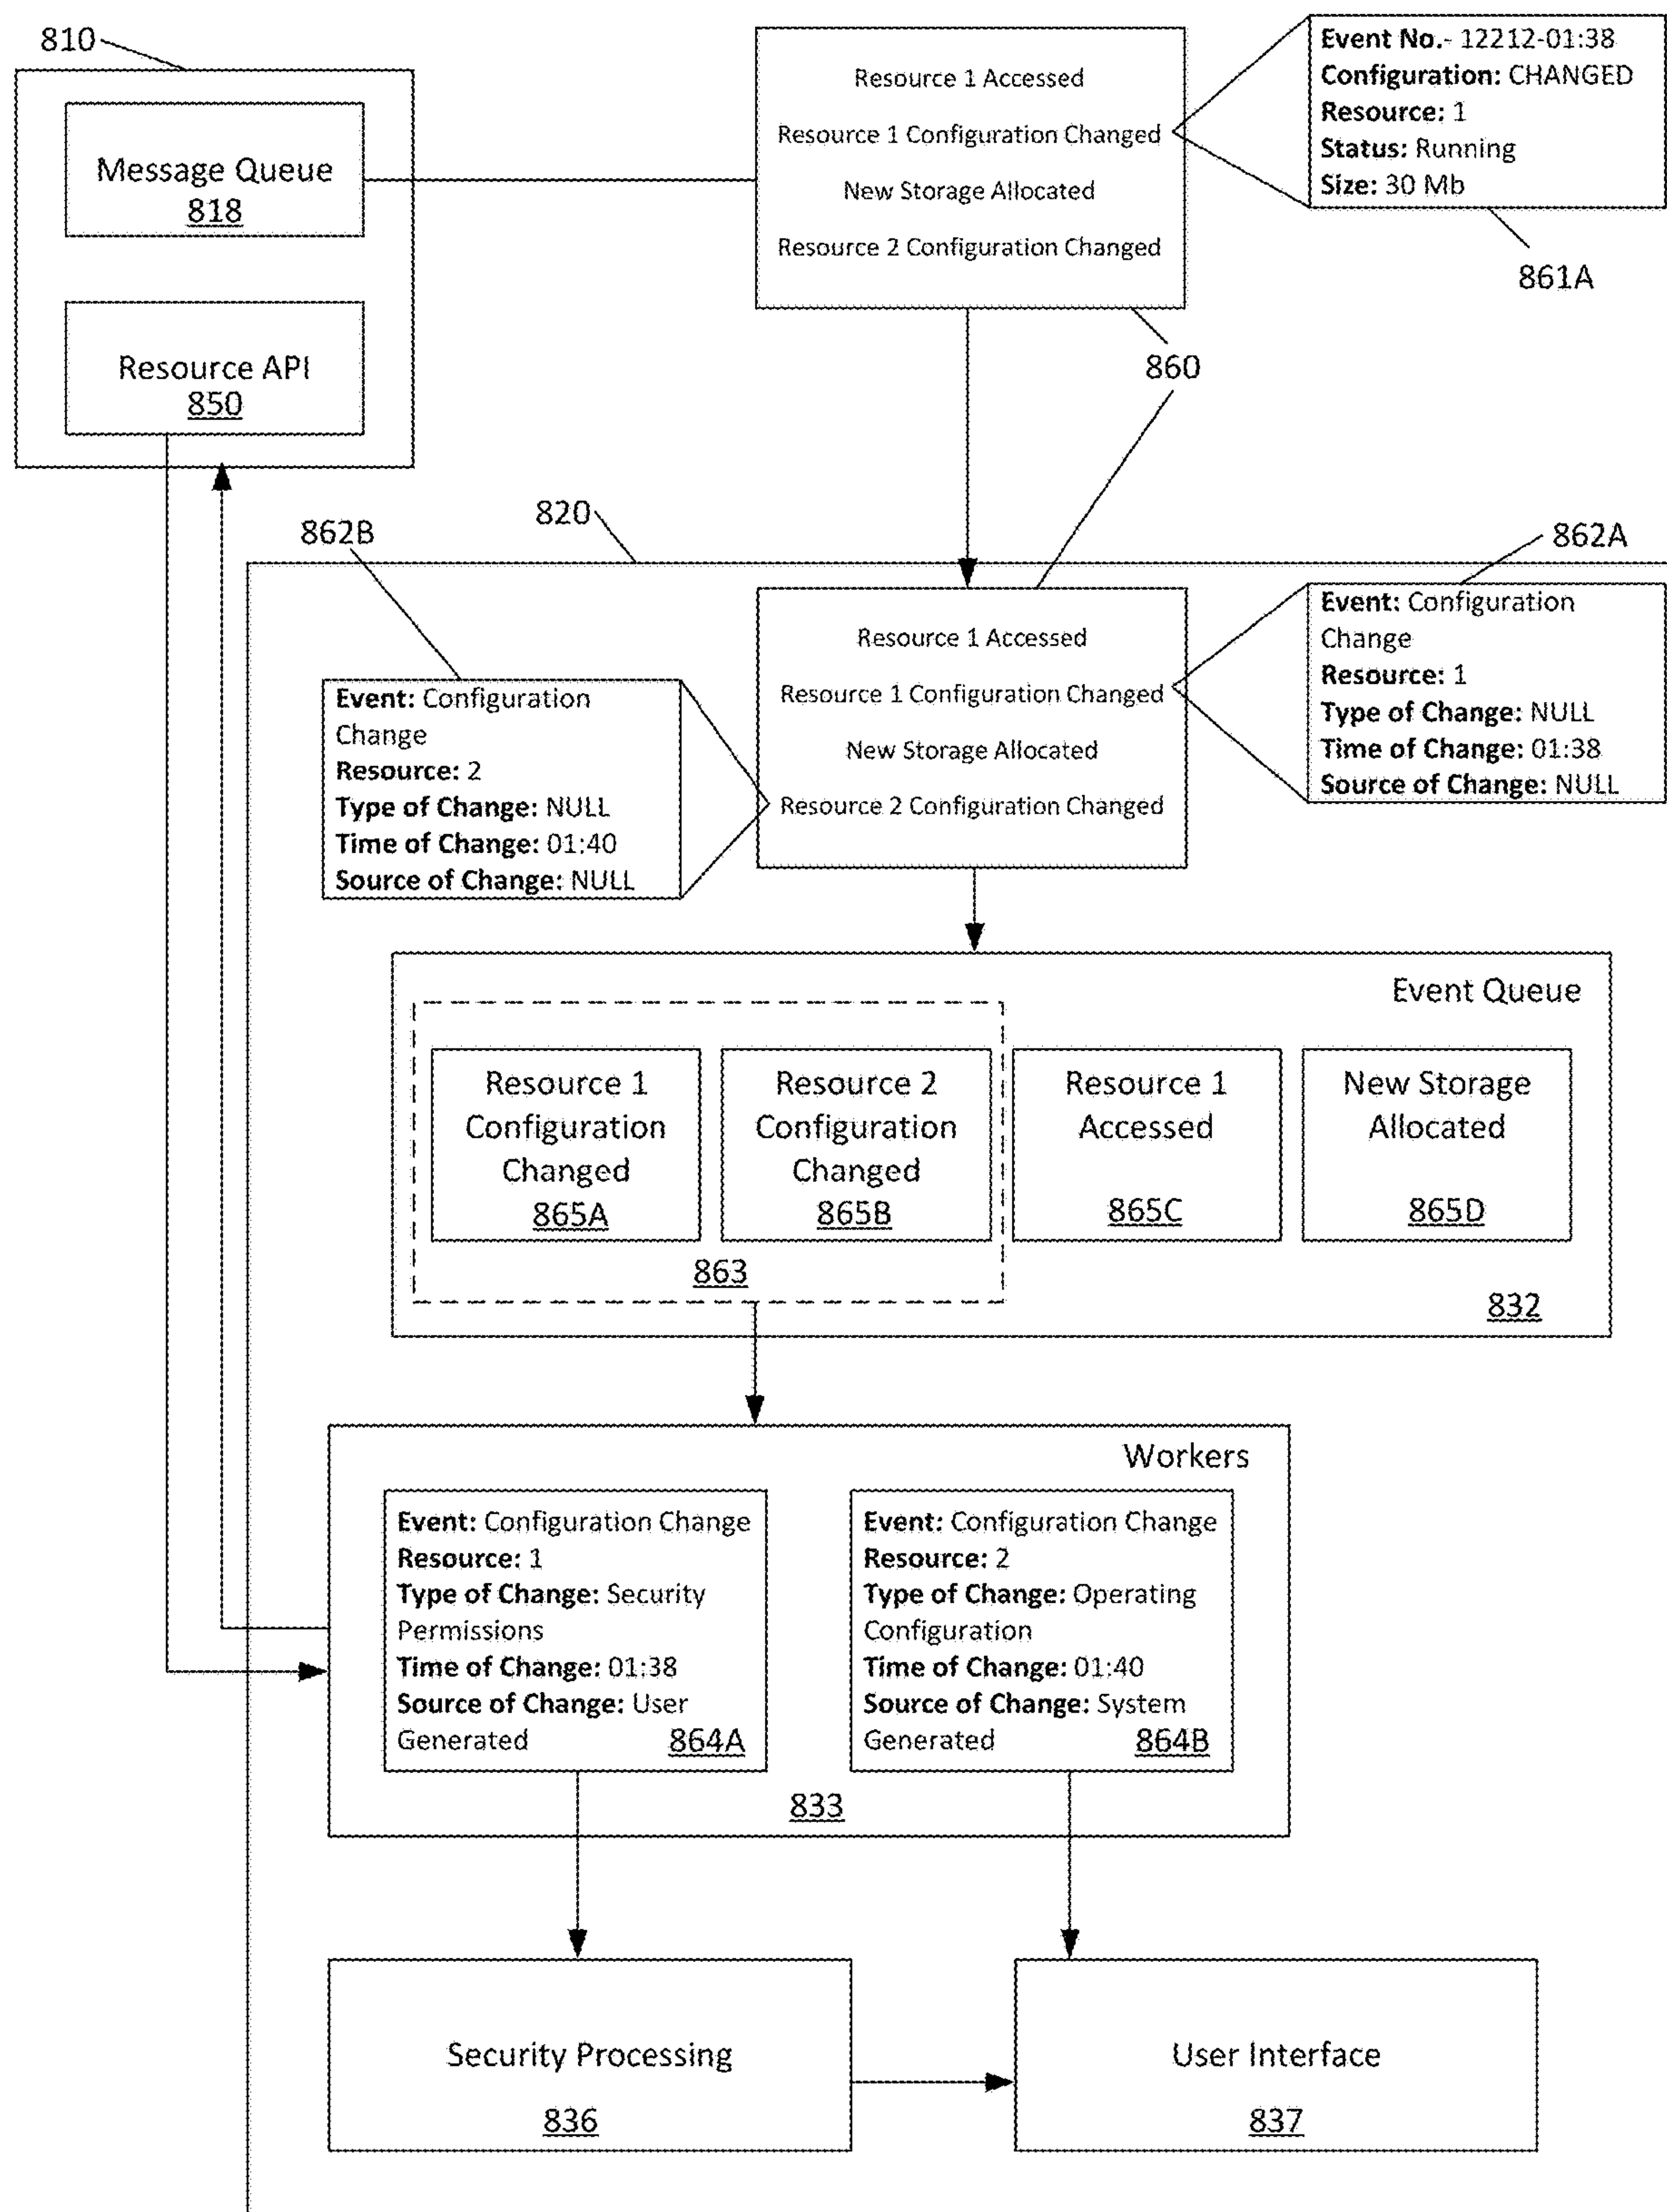 810
Message Queue
818
Resource API
850
Resource 1 Accessed
Resource 1 Configuration Changed
New Storage Allocated
Resource 2 Configuration Changed
Event No.- 12212-01:38
Configuration: CHANGED
Resource: 1
Status: Running
Size: 30 Mb
861A
860
820
862B
862A
Resource 1 Accessed
Resource 1 Configuration Changed
New Storage Allocated
Resource 2 Configuration Changed
Event: Configuration
Change
Resource: 1
Type of Change: NULL
Time of Change: 01:38
Source of Change: NULL
Event: Configuration
Change
Resource: 2
Type of Change: NULL
Time of Change: 01:40
Source of Change: NULL
Event Queue
Resource 1
Configuration
Changed
865A
Resource 2
Configuration
Changed
865B
Resource 1
Accessed
865C
New Storage
Allocated
865D
863
832
Workers
Event: Configuration Change
Resource: 1
Type of Change: Security
Permissions
Time of Change: 01:38
Source of Change: User
Generated
864A
Event: Configuration Change
Resource: 2
Type of Change: Operating
Configuration
Time of Change: 01:40
Source of Change: System
Generated
864B
833
Security Processing
836
User Interface
837